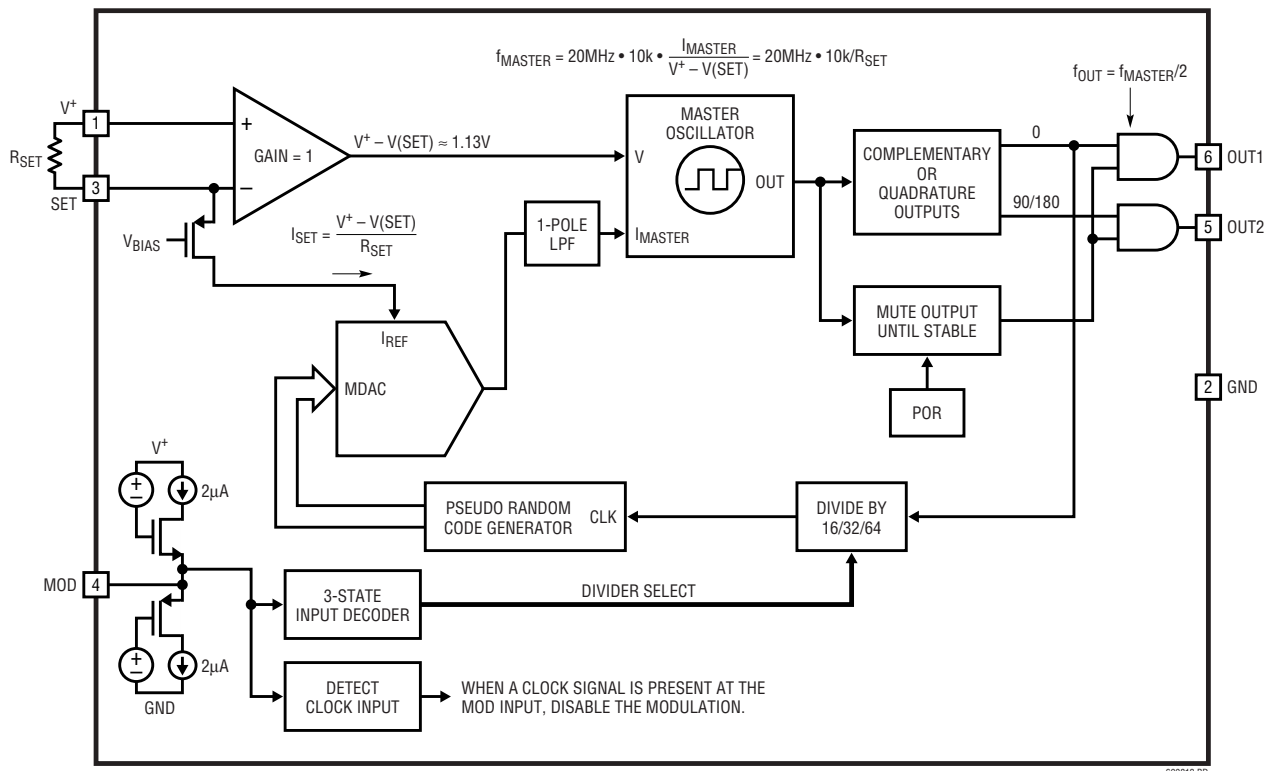 f_MASTER = 20MHz • 10k • I_MASTER / V⁺ – V(SET) = 20MHz • 10k/R_SET
f_OUT = f_MASTER/2
V⁺
1
R_SET
3
SET
+
GAIN = 1
–
V⁺ – V(SET) ≈ 1.13V
V_BIAS
I_SET = V⁺ – V(SET) / R_SET
1-POLE
LPF
MASTER
OSCILLATOR
V
OUT
I_MASTER
COMPLEMENTARY
OR
QUADRATURE
OUTPUTS
0
90/180
6 OUT1
5 OUT2
MUTE OUTPUT
UNTIL STABLE
POR
2 GND
I_REF
MDAC
V⁺
+
–
2µA
PSEUDO RANDOM
CODE GENERATOR
CLK
DIVIDE BY
16/32/64
MOD 4
3-STATE
INPUT DECODER
DIVIDER SELECT
+
–
2µA
GND
DETECT
CLOCK INPUT
WHEN A CLOCK SIGNAL IS PRESENT AT THE
MOD INPUT, DISABLE THE MODULATION.